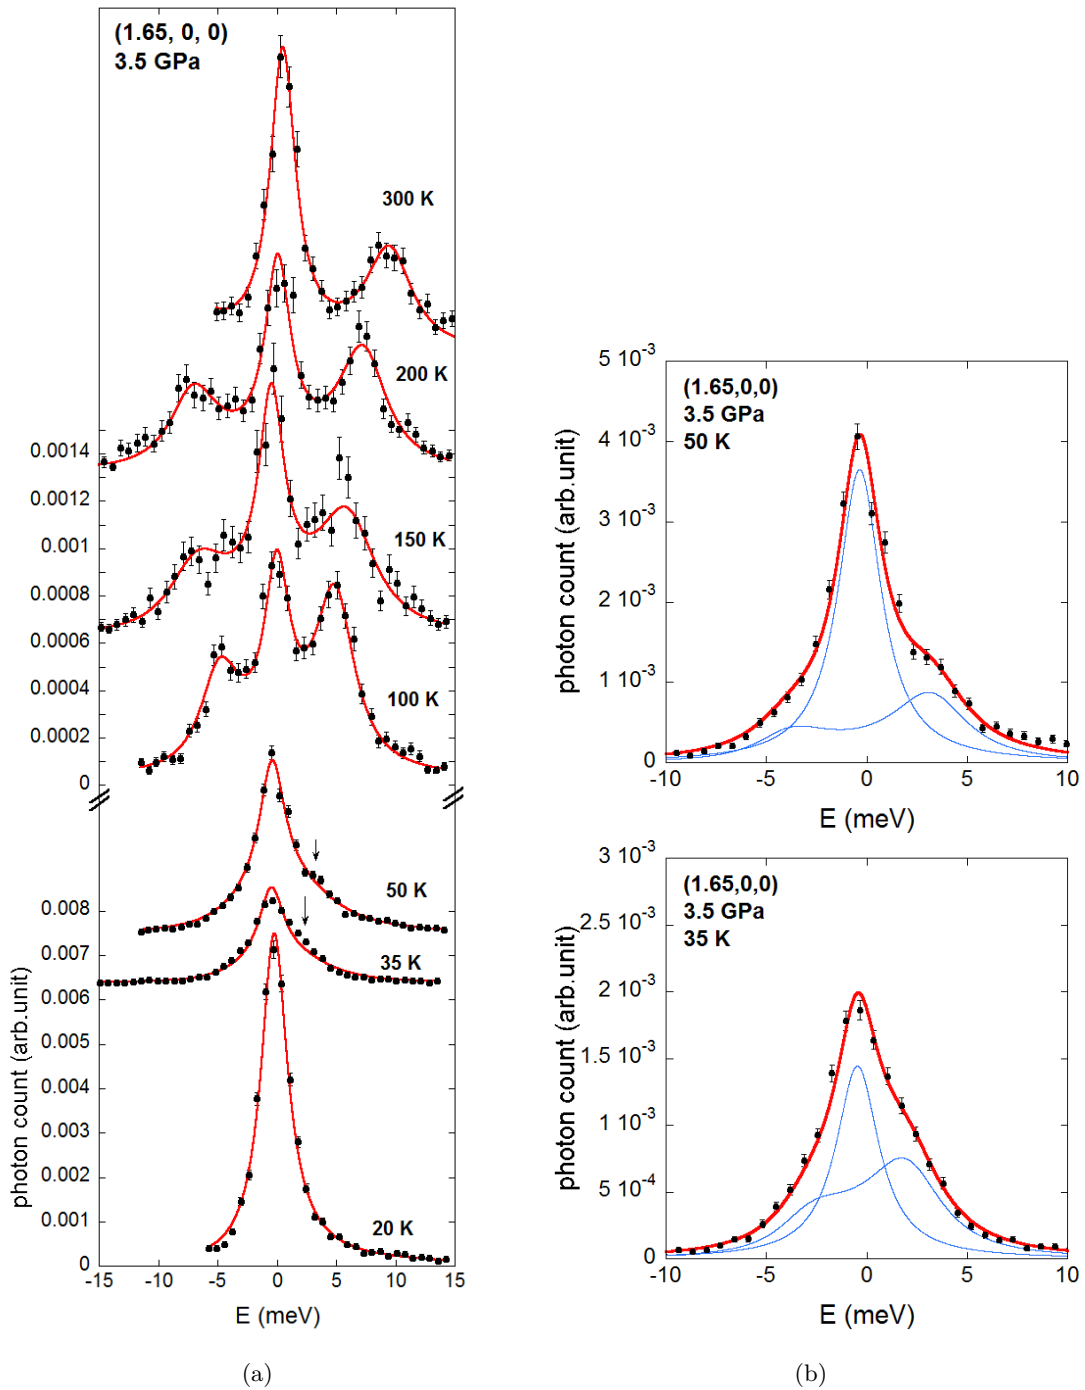 (1.65, 0, 0)
3.5 GPa
300 K
200 K
150 K
100 K
50 K
35 K
20 K
0.0014
0.0012
0.001
0.0008
0.0006
0.0004
0.0002
0
0.008
0.007
0.006
0.005
0.004
0.003
0.002
0.001
0
photon count (arb.unit)
-15 -10 -5 0 5 10 15
E (meV)
(a)
(1.65,0,0)
3.5 GPa
50 K
5 10⁻³
4 10⁻³
3 10⁻³
2 10⁻³
1 10⁻³
0
photon count (arb.unit)
-10 -5 0 5 10
E (meV)
(1.65,0,0)
3.5 GPa
35 K
3 10⁻³
2.5 10⁻³
2 10⁻³
1.5 10⁻³
1 10⁻³
5 10⁻⁴
0
photon count (arb.unit)
-10 -5 0 5 10
E (meV)
(b)